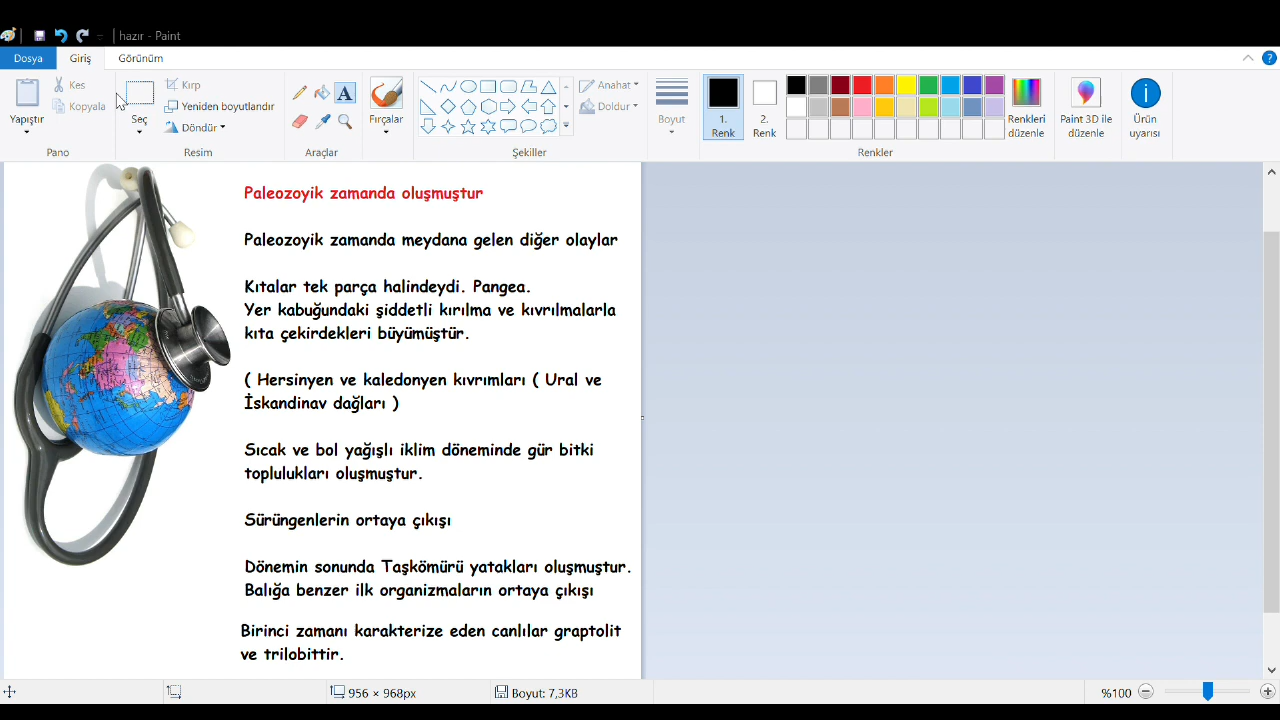 hazır - Paint
Dosya Giriş Görünüm
Yapıştır
Kes
Kopyala
Pano
Seç
Kırp
Yeniden boyutlandır
Döndür
Resim
A
Araçlar
Fırçalar
Anahat
Doldur
Şekiller
Boyut
1.
Renk
2.
Renk
Renkler
Renkleri
düzenle
Paint 3D ile
düzenle
Ürün
uyarısı
Paleozoyik zamanda oluşmuştur
Paleozoyik zamanda meydana gelen diğer olaylar
Kıtalar tek parça halindeydi. Pangea.
Yer kabuğundaki şiddetli kırılma ve kıvrılmalarla
kıta çekirdekleri büyümüştür.
( Hersinyen ve kaledonyen kıvrımları ( Ural ve
İskandinav dağları )
Sıcak ve bol yağışlı iklim döneminde gür bitki
toplulukları oluşmuştur.
Sürüngenlerin ortaya çıkışı
Dönemin sonunda Taşkömürü yatakları oluşmuştur.
Balığa benzer ilk organizmaların ortaya çıkışı
Birinci zamanı karakterize eden canlılar graptolit
ve trilobittir.
956 × 968px
Boyut: 7,3KB
%100